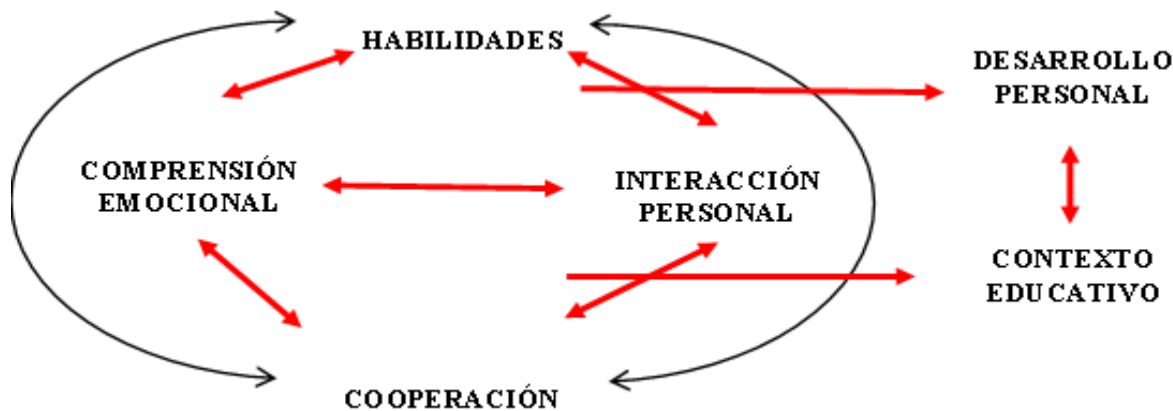 HABILIDADES
DESARROLLO
PERSONAL
COMPRENSIÓN
EMOCIONAL
INTERACCIÓN
PERSONAL
CONTEXTO
EDUCATIVO
COOPERACIÓN